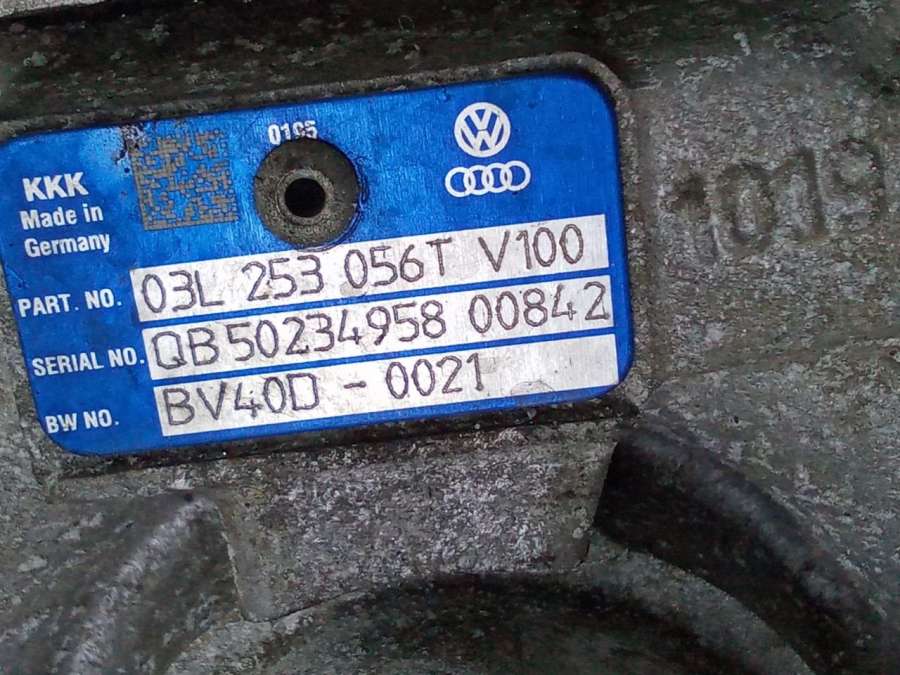 0105
KKK
Made in
Germany
PART. NO. 03L 253 056T V100
SERIAL NO. QB50234958 00842
BW NO. BV40D - 0021
1019